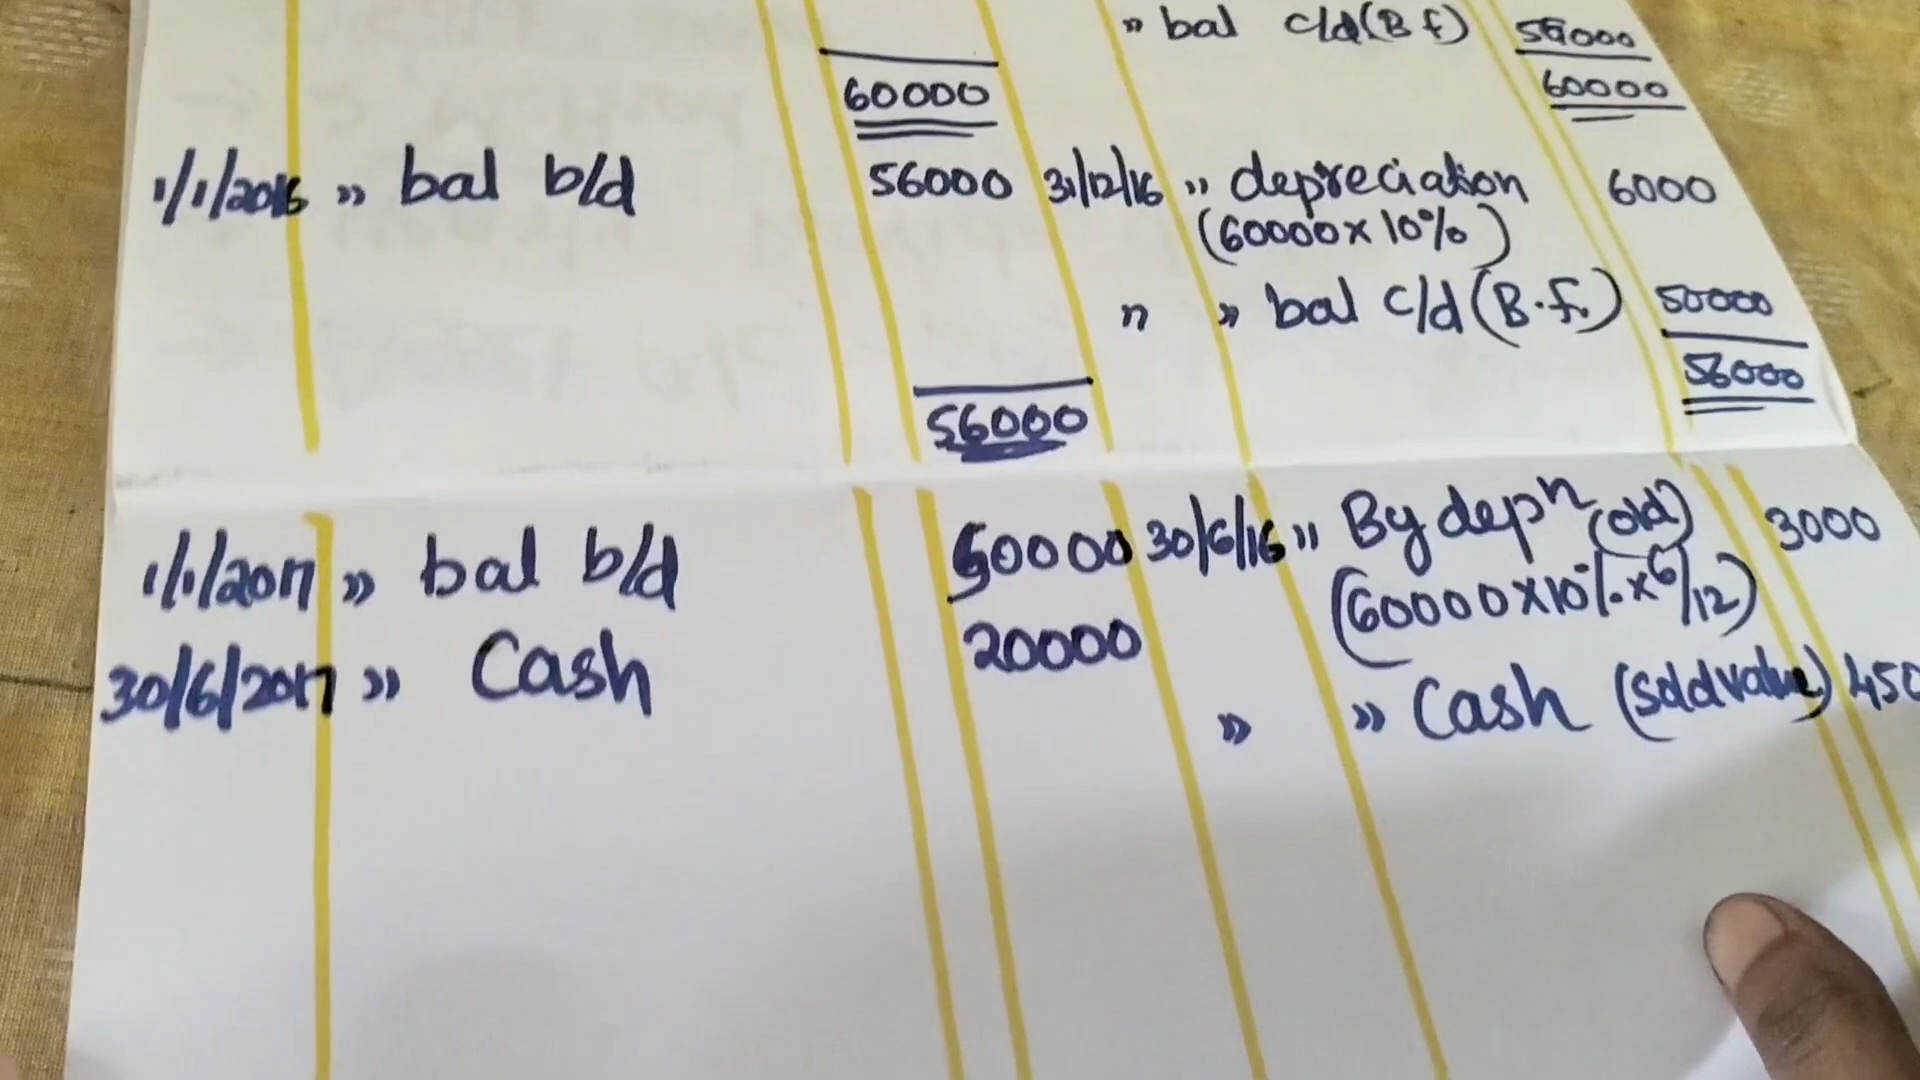 » bal c/d (B f) 56000
60000 60000
1/1/2016 » bal b/d 56000 31/12/16 » depreciation 6000
(60000 x 10%)
" » bal c/d (B.f.) 50000
56000
56000
1/1/2017 » bal b/d 50000 30/6/16 » By depn (old) 3000
(60000 x 10% x 6/12)
30/6/2017 » Cash 20000
» » Cash (sold value) 450